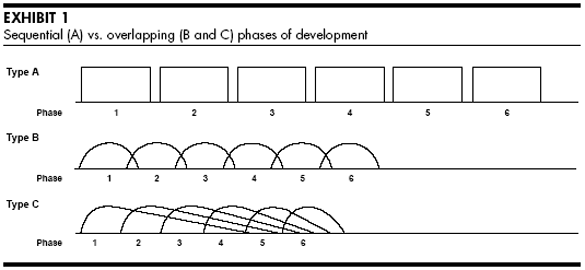 EXHIBIT 1
Sequential (A) vs. overlapping (B and C) phases of development
Type A
Phase 1 2 3 4 5 6
Type B
Phase 1 2 3 4 5 6
Type C
Phase 1 2 3 4 5 6